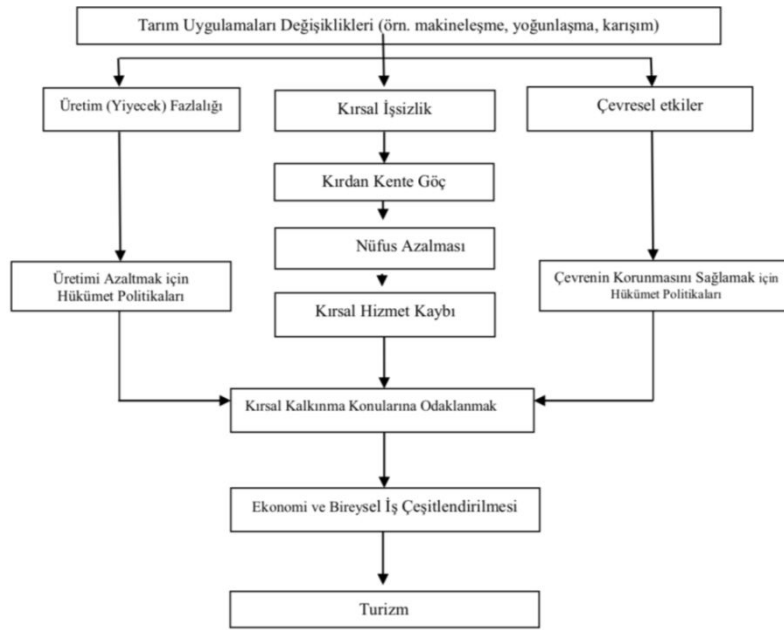 Tarım Uygulamaları Değişiklikleri (örn. makineleşme, yoğunlaşma, karışım)
Üretim (Yiyecek) Fazlalığı
Kırsal İşsizlik
Çevresel etkiler
Kırdan Kente Göç
Nüfus Azalması
Üretimi Azaltmak için
Hükümet Politikaları
Kırsal Hizmet Kaybı
Çevrenin Korunmasını Sağlamak için
Hükümet Politikaları
Kırsal Kalkınma Konularına Odaklanmak
Ekonomi ve Bireysel İş Çeşitlendirilmesi
Turizm